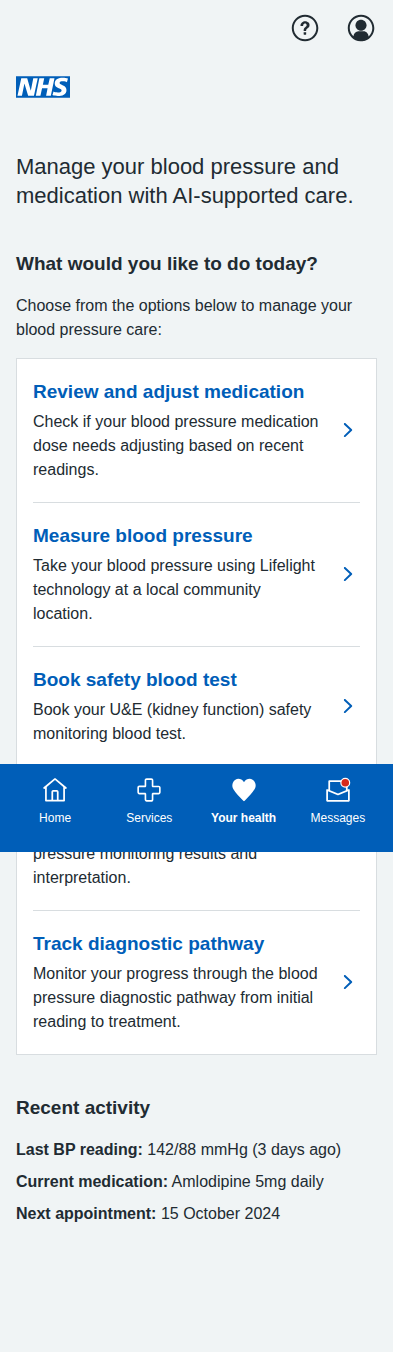 NHS
Manage your blood pressure and
medication with AI-supported care.
What would you like to do today?
Choose from the options below to manage your
blood pressure care:
Review and adjust medication
Check if your blood pressure medication
dose needs adjusting based on recent
readings.
Measure blood pressure
Take your blood pressure using Lifelight
technology at a local community
location.
Book safety blood test
Book your U&E (kidney function) safety
monitoring blood test.
Home
Services
Your health
Messages
pressure monitoring results and
interpretation.
Track diagnostic pathway
Monitor your progress through the blood
pressure diagnostic pathway from initial
reading to treatment.
Recent activity
Last BP reading: 142/88 mmHg (3 days ago)
Current medication: Amlodipine 5mg daily
Next appointment: 15 October 2024